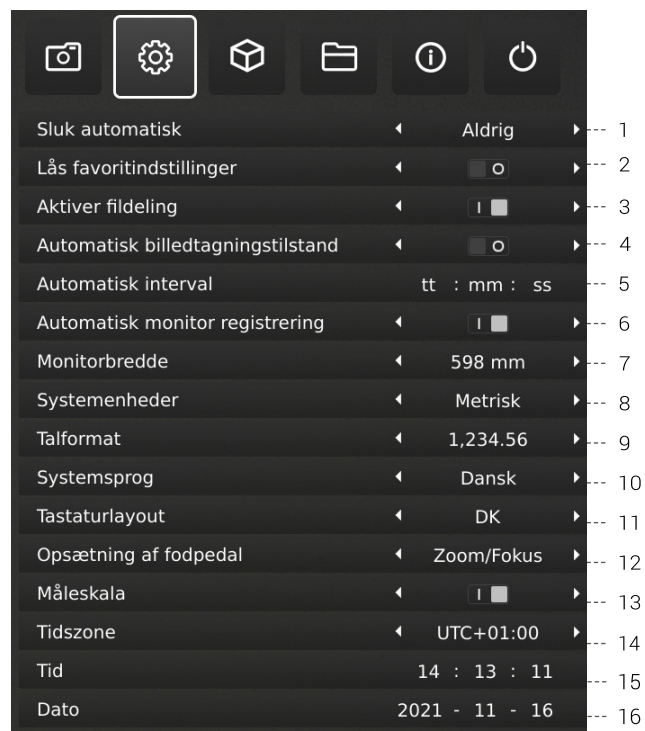 Sluk automatisk Aldrig 1
Lås favoritindstillinger O 2
Aktiver fildeling I 3
Automatisk billedtagningstilstand O 4
Automatisk interval tt : mm : ss 5
Automatisk monitor registrering I 6
Monitorbredde 598 mm 7
Systemenheder Metrisk 8
Talformat 1,234.56 9
Systemsprog Dansk 10
Tastaturlayout DK 11
Opsætning af fodpedal Zoom/Fokus 12
Måleskala I 13
Tidszone UTC+01:00 14
Tid 14 : 13 : 11 15
Dato 2021 - 11 - 16 16